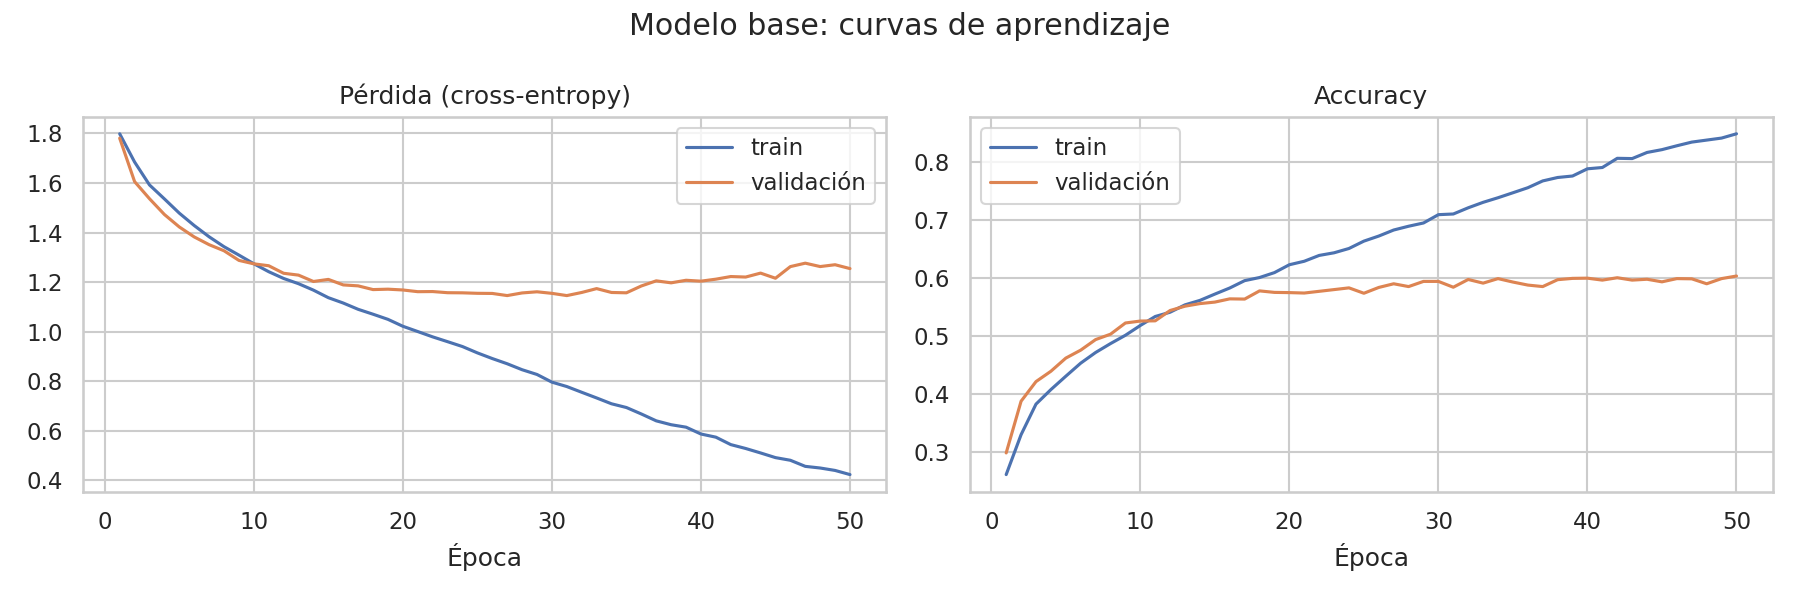 Modelo base: curvas de aprendizaje
Pérdida (cross-entropy)
1.8
1.6
1.4
1.2
1.0
0.8
0.6
0.4
train
validación
0 10 20 30 40 50
Época
Accuracy
0.8
0.7
0.6
0.5
0.4
0.3
train
validación
0 10 20 30 40 50
Época